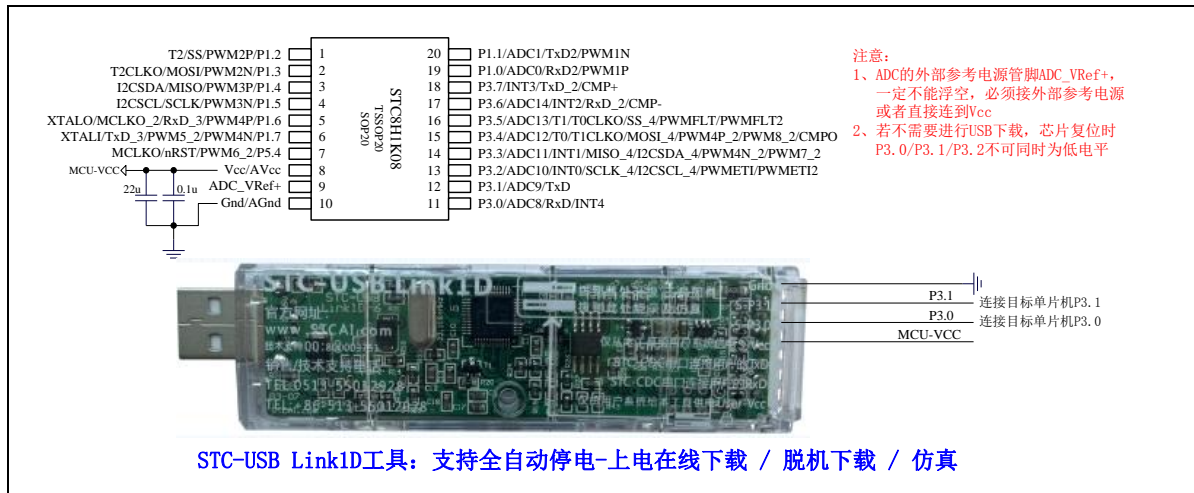 T2/SS/PWM2P/P1.2 1
T2CLKO/MOSI/PWM2N/P1.3 2
I2CSDA/MISO/PWM3P/P1.4 3
I2CSCL/SCLK/PWM3N/P1.5 4
XTALO/MCLKO_2/RxD_3/PWM4P/P1.6 5
XTALI/TxD_3/PWM5_2/PWM4N/P1.7 6
MCLKO/nRST/PWM6_2/P5.4 7
MCU-VCC Vcc/AVcc 8
ADC_VRef+ 9
Gnd/AGnd 10
22u 0.1u
STC8H1K08
TSSOP20
SOP20
20 P1.1/ADC1/TxD2/PWM1N
19 P1.0/ADC0/RxD2/PWM1P
18 P3.7/INT3/TxD_2/CMP+
17 P3.6/ADC14/INT2/RxD_2/CMP-
16 P3.5/ADC13/T1/T0CLKO/SS_4/PWMFLT/PWMFLT2
15 P3.4/ADC12/T0/T1CLKO/MOSI_4/PWM4P_2/PWM8_2/CMPO
14 P3.3/ADC11/INT1/MISO_4/I2CSDA_4/PWM4N_2/PWM7_2
13 P3.2/ADC10/INT0/SCLK_4/I2CSCL_4/PWMETI/PWMETI2
12 P3.1/ADC9/TxD
11 P3.0/ADC8/RxD/INT4
注意:
1、ADC的外部参考电源管脚ADC_VRef+,
一定不能浮空,必须接外部参考电源
或者直接连到Vcc
2、若不需要进行USB下载,芯片复位时
P3.0/P3.1/P3.2不可同时为低电平
STC-USB Link1D
官方网址:
www.STCAI.com
TEL:0513-55012928
Gnd
P3.1 连接目标单片机P3.1
P3.0 连接目标单片机P3.0
MCU-VCC
STC-USB Link1D工具: 支持全自动停电-上电在线下载 / 脱机下载 / 仿真